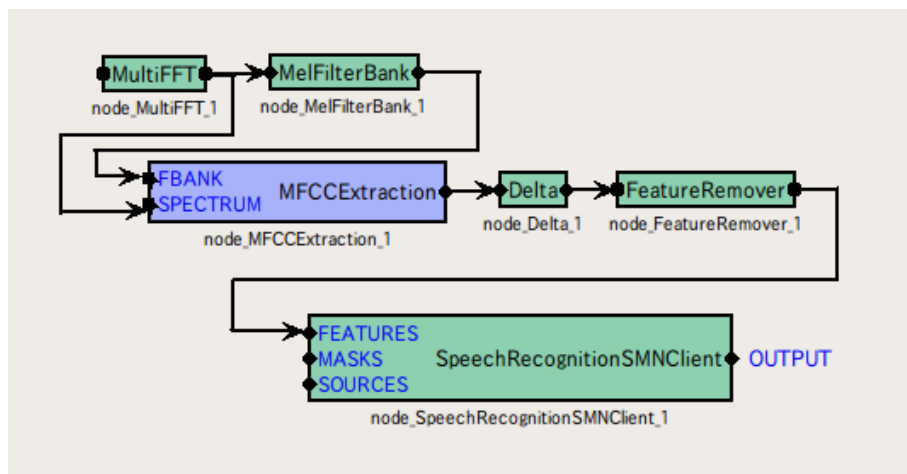 MultiFFT
MelFilterBank
node_MultiFFT_1
node_MelFilterBank_1
FBANK
SPECTRUM
MFCCExtraction
Delta
FeatureRemover
node_MFCCExtraction_1
node_Delta_1
node_FeatureRemover_1
FEATURES
MASKS
SOURCES
SpeechRecognitionSMNClient
OUTPUT
node_SpeechRecognitionSMNClient_1